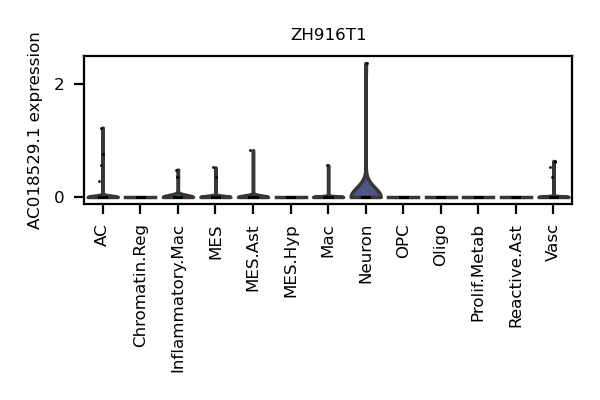 ZH916T1
AC018529.1 expression
2
0
AC
Chromatin.Reg
Inflammatory.Mac
MES
MES.Ast
MES.Hyp
Mac
Neuron
OPC
Oligo
Prolif.Metab
Reactive.Ast
Vasc